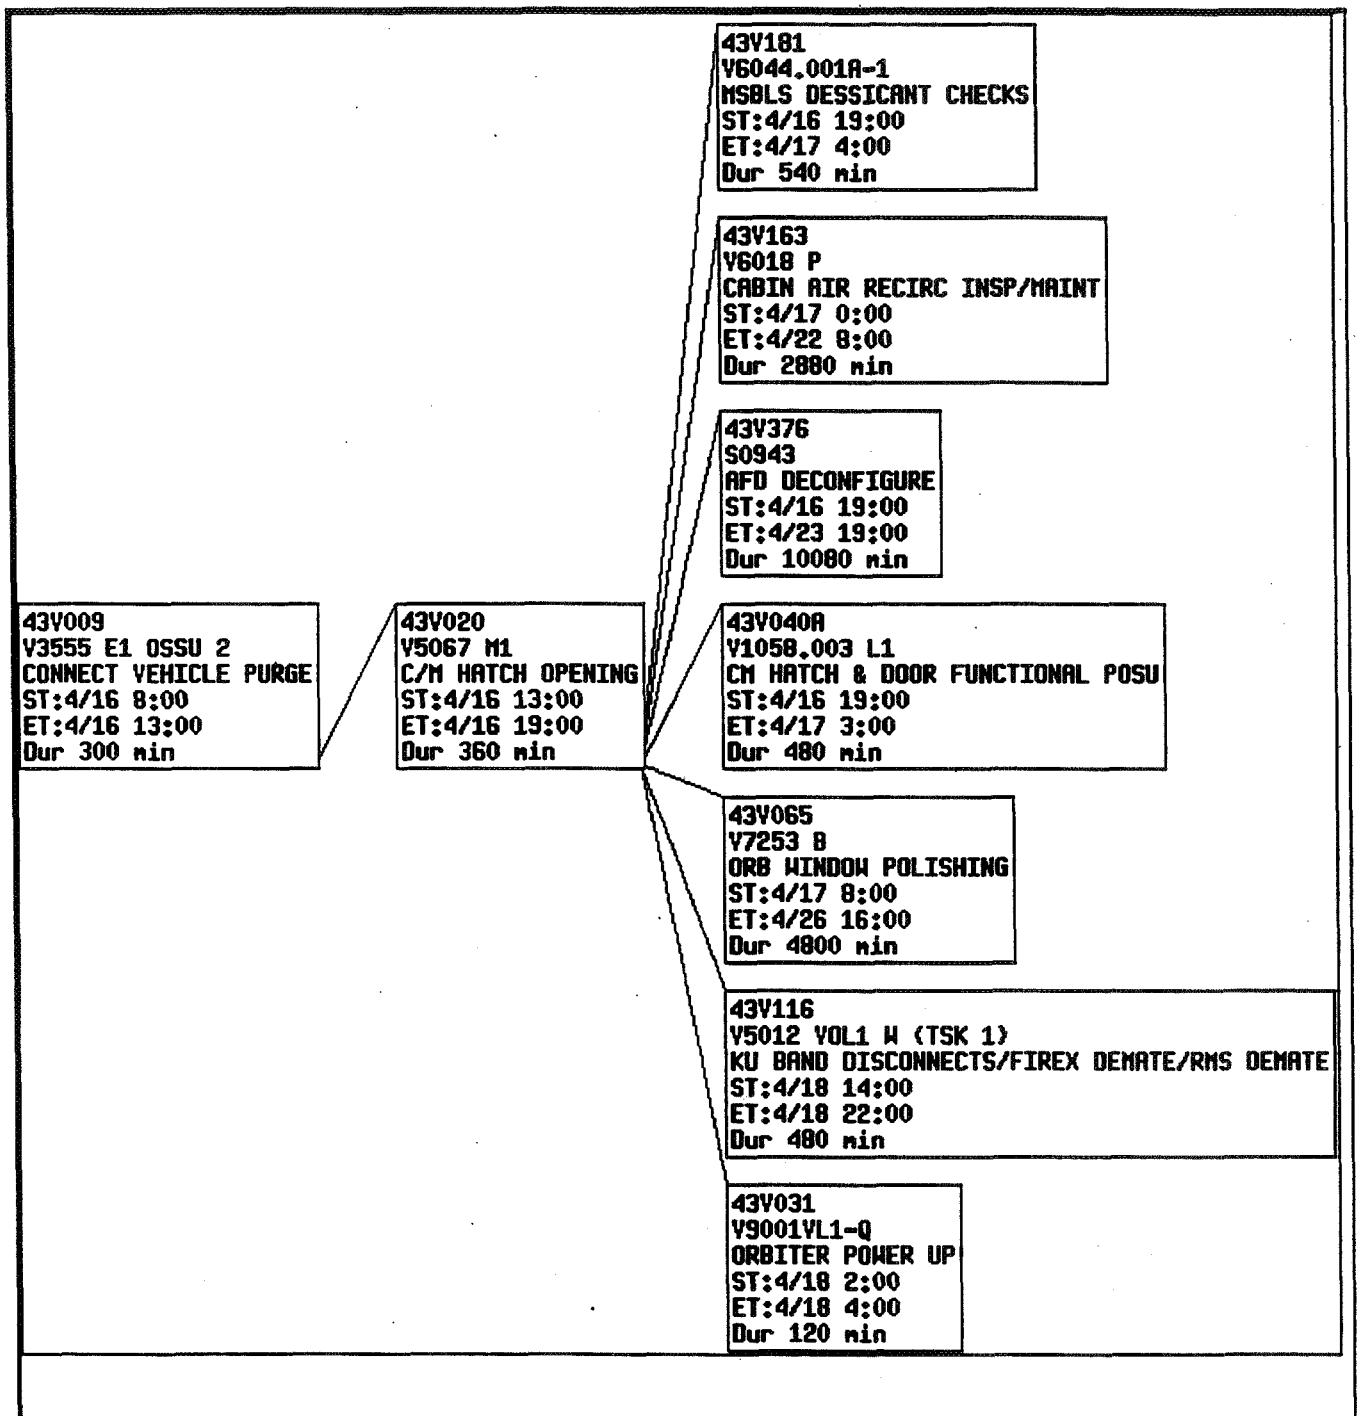 43V181
V6044.001A-1
MSBLS DESSICANT CHECKS
ST:4/16 19:00
ET:4/17 4:00
Dur 540 min
43V163
V6018 P
CABIN AIR RECIRC INSP/MAINT
ST:4/17 0:00
ET:4/22 8:00
Dur 2880 min
43V376
S0943
AFD DECONFIGURE
ST:4/16 19:00
ET:4/23 19:00
Dur 10080 min
43V009
V3555 E1 OSSU 2
CONNECT VEHICLE PURGE
ST:4/16 8:00
ET:4/16 13:00
Dur 300 min
43V020
V5067 M1
C/M HATCH OPENING
ST:4/16 13:00
ET:4/16 19:00
Dur 360 min
43V040A
V1058.003 L1
CM HATCH & DOOR FUNCTIONAL POSU
ST:4/16 19:00
ET:4/17 3:00
Dur 480 min
43V065
V7253 B
ORB WINDOW POLISHING
ST:4/17 8:00
ET:4/26 16:00
Dur 4800 min
43V116
V5012 VOL1 W (TSK 1)
KU BAND DISCONNECTS/FIREX DEMATE/RMS DEMATE
ST:4/18 14:00
ET:4/18 22:00
Dur 480 min
43V031
V9001VL1-Q
ORBITER POWER UP
ST:4/18 2:00
ET:4/18 4:00
Dur 120 min